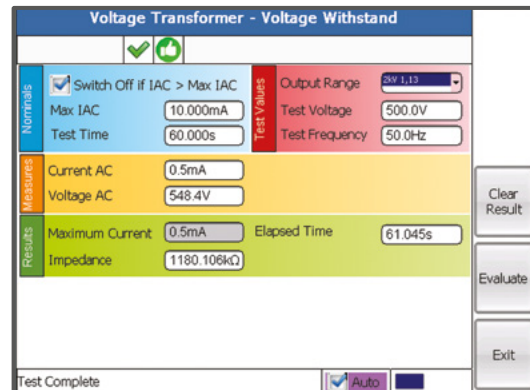 Voltage Transformer - Voltage Withstand
Nominals
Switch Off if IAC > Max IAC
Max IAC 10.000mA
Test Time 60.000s
Test Values
Output Range 2kV 1,13
Test Voltage 500.0V
Test Frequency 50.0Hz
Measures
Current AC 0.5mA
Voltage AC 548.4V
Results
Maximum Current 0.5mA Elapsed Time 61.045s
Impedance 1180.106kΩ
Clear
Result
Evaluate
Exit
Test Complete Auto